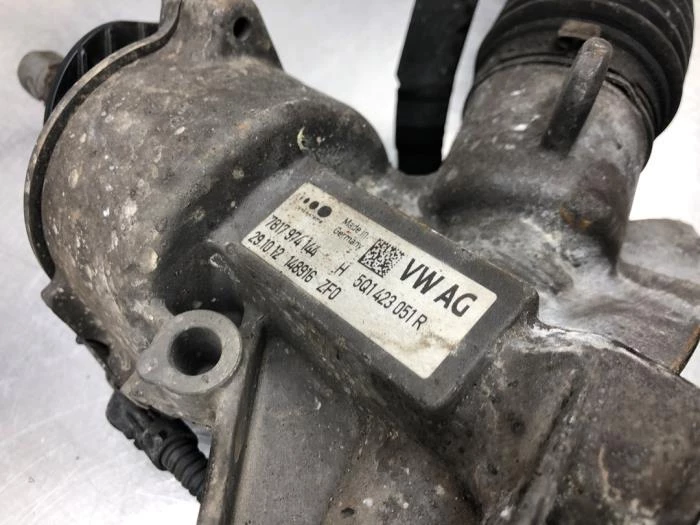 Made in
Germany
VW AG
7817 974 144 H 5Q1 423 051 R
29.10.12 148916 ZF0